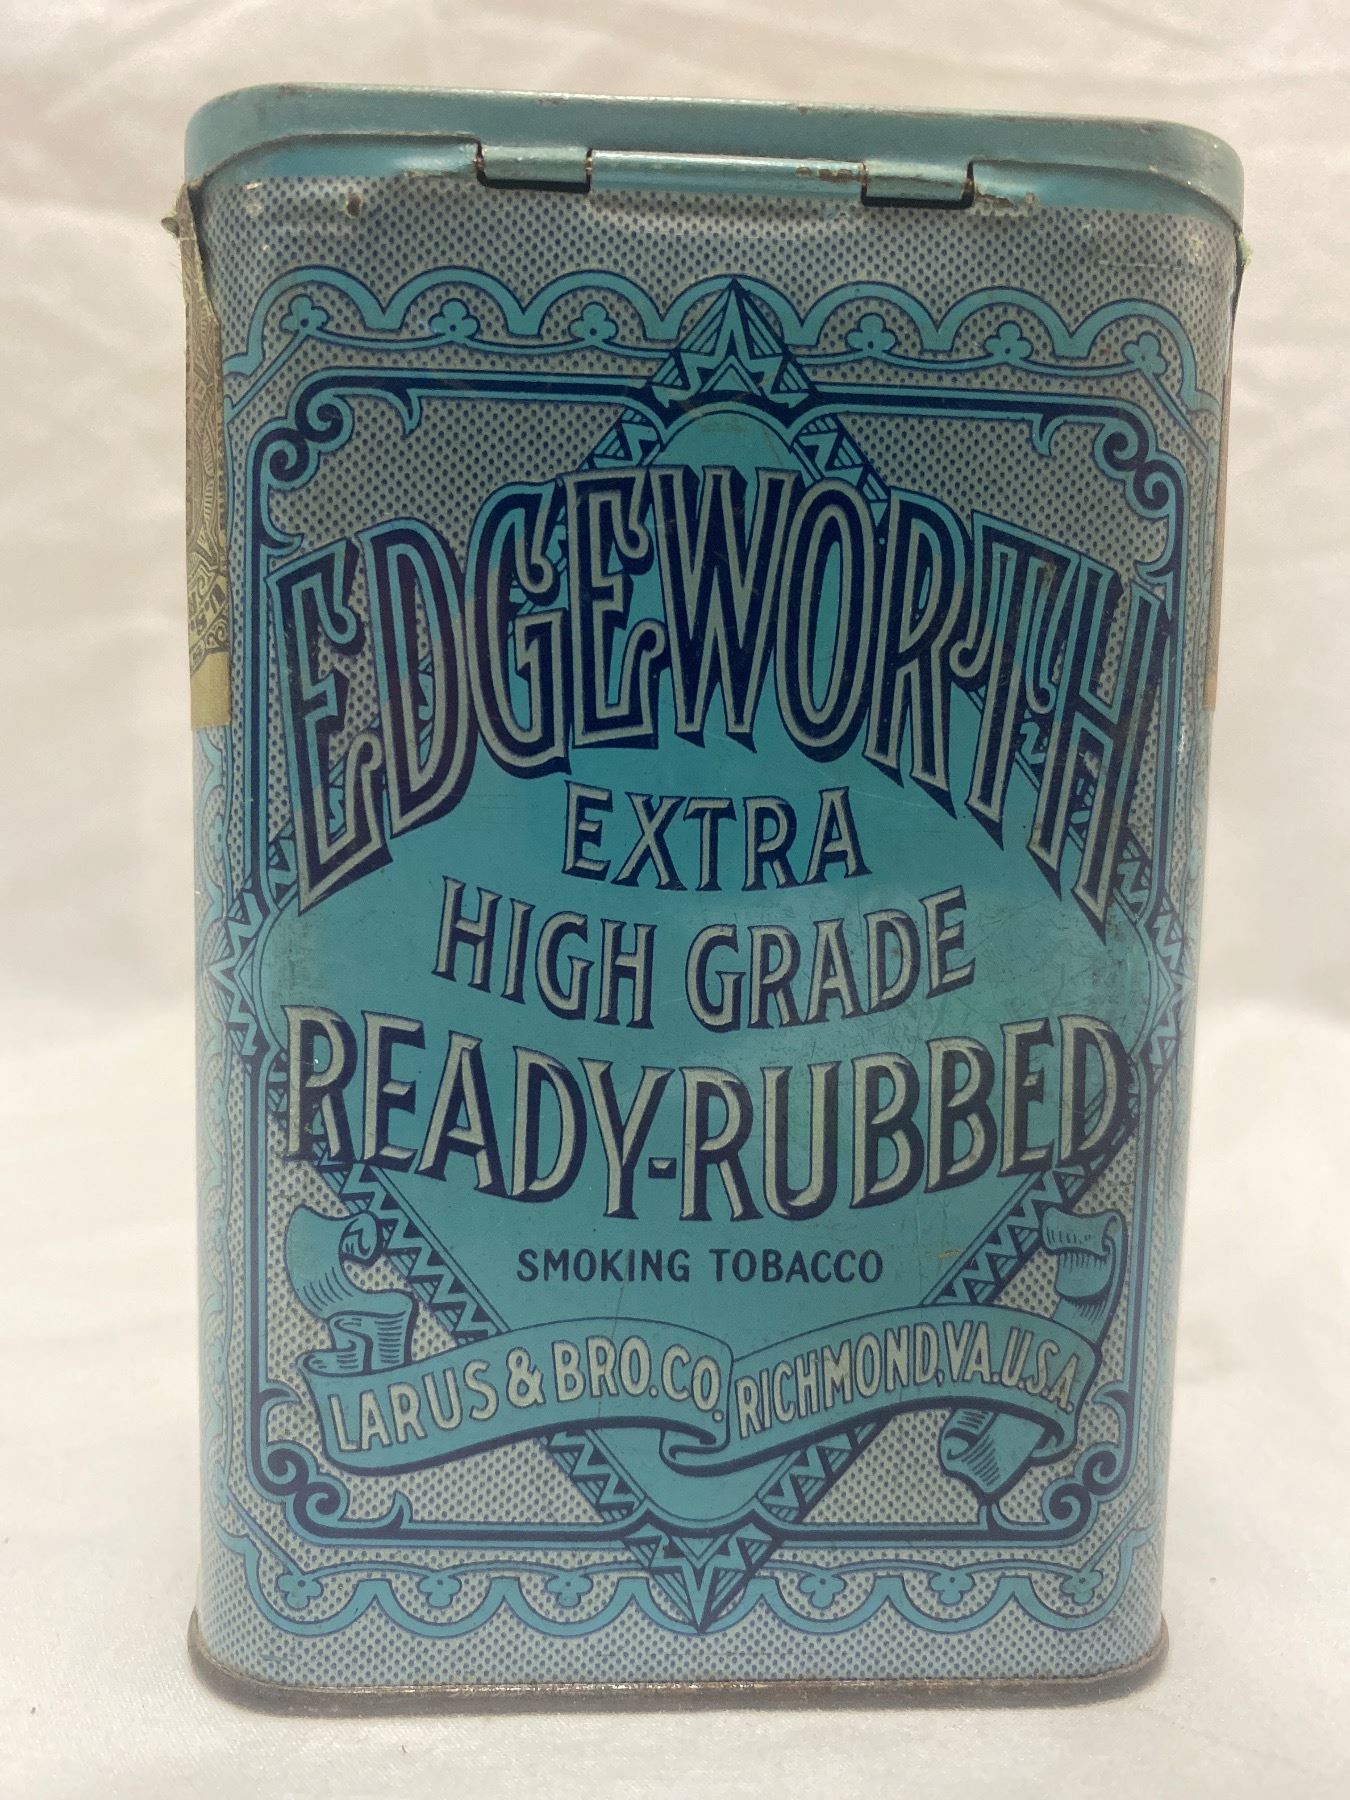 EDGEWORTH
EXTRA
HIGH GRADE
READY-RUBBED
SMOKING TOBACCO
LARUS & BRO. CO. RICHMOND, VA. U.S.A.